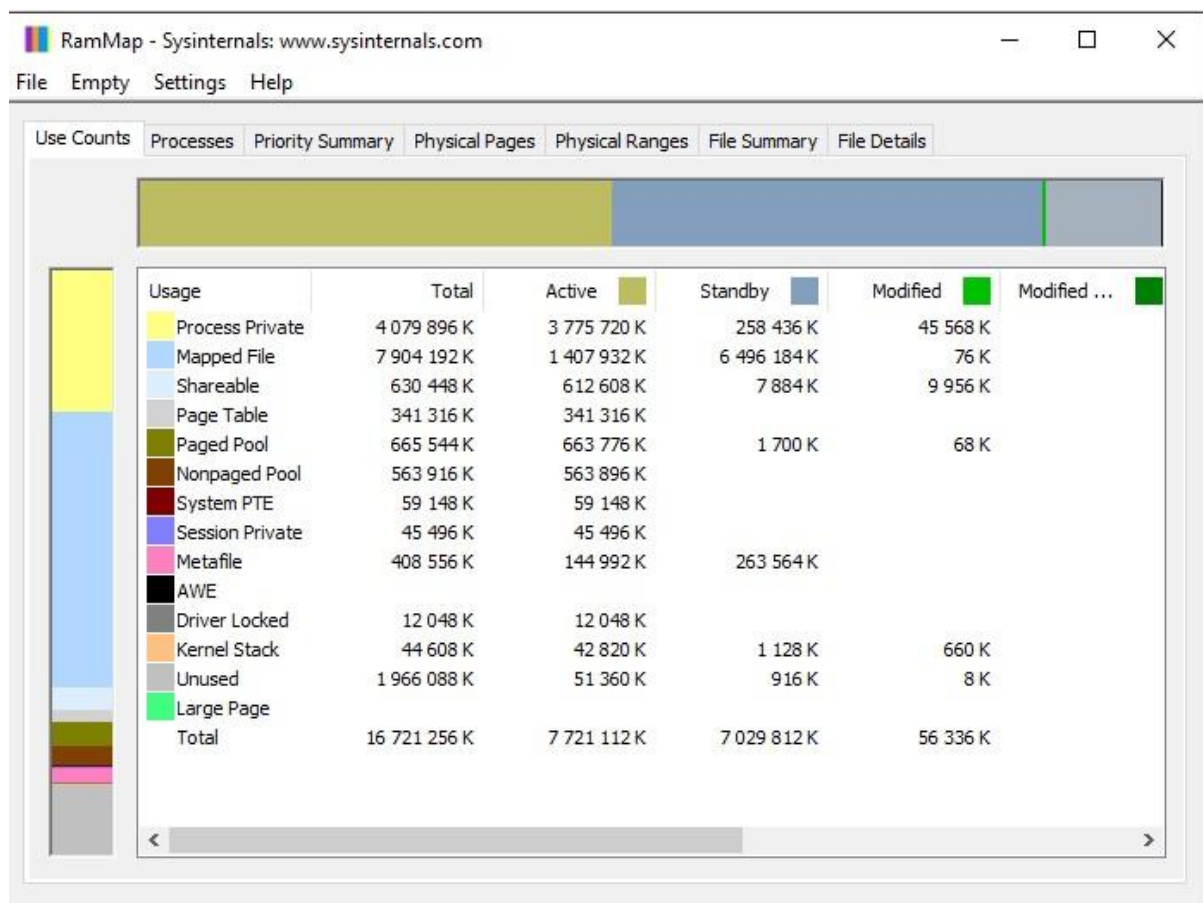 RamMap - Sysinternals: www.sysinternals.com
File Empty Settings Help
Use Counts Processes Priority Summary Physical Pages Physical Ranges File Summary File Details
Usage Total Active Standby Modified Modified ...
Process Private 4 079 896 K 3 775 720 K 258 436 K 45 568 K
Mapped File 7 904 192 K 1 407 932 K 6 496 184 K 76 K
Shareable 630 448 K 612 608 K 7 884 K 9 956 K
Page Table 341 316 K 341 316 K
Paged Pool 665 544 K 663 776 K 1 700 K 68 K
Nonpaged Pool 563 916 K 563 896 K
System PTE 59 148 K 59 148 K
Session Private 45 496 K 45 496 K
Metafile 408 556 K 144 992 K 263 564 K
AWE
Driver Locked 12 048 K 12 048 K
Kernel Stack 44 608 K 42 820 K 1 128 K 660 K
Unused 1 966 088 K 51 360 K 916 K 8 K
Large Page
Total 16 721 256 K 7 721 112 K 7 029 812 K 56 336 K